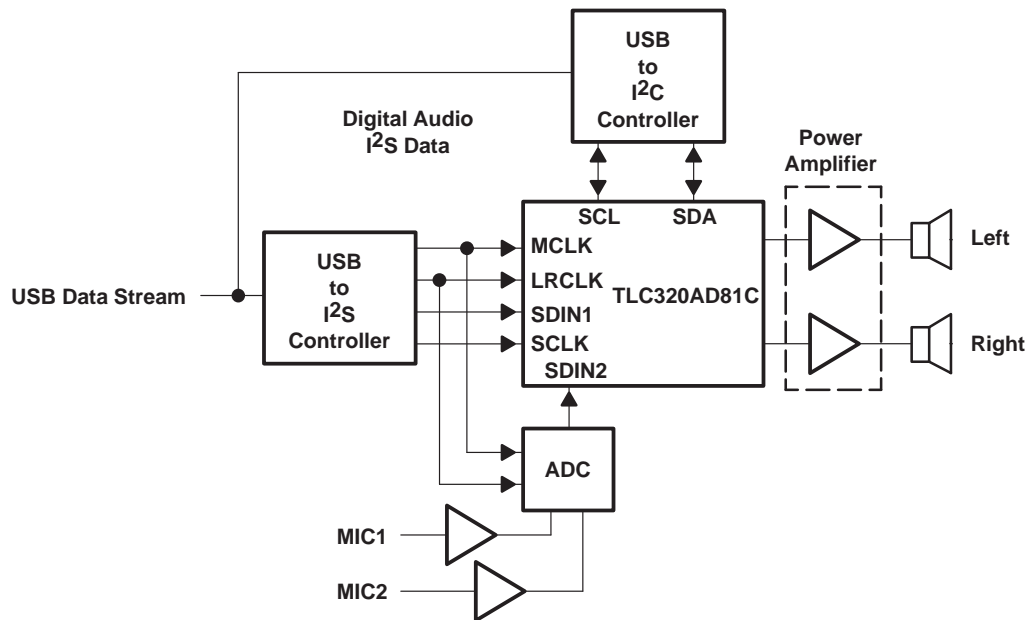 USB
to
I2C
Controller
Digital Audio
I2S Data
Power
Amplifier
SCL
SDA
MCLK
LRCLK
SDIN1
SCLK
SDIN2
TLC320AD81C
Left
Right
USB Data Stream
USB
to
I2S
Controller
ADC
MIC1
MIC2